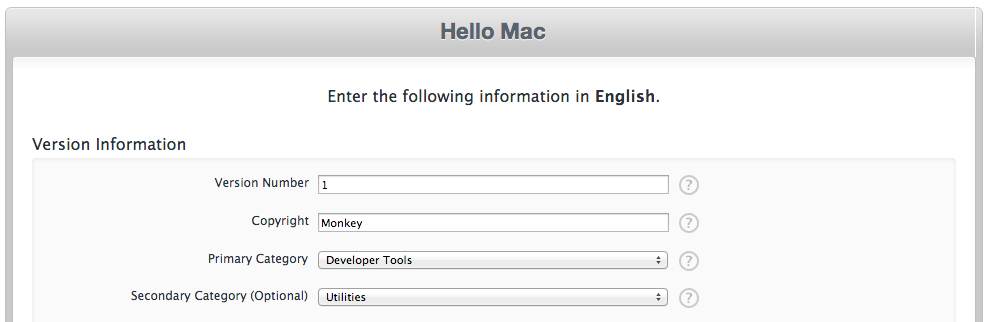 Hello Mac
Enter the following information in English.
Version Information
Version Number 1 ?
Copyright Monkey ?
Primary Category Developer Tools ?
Secondary Category (Optional) Utilities ?